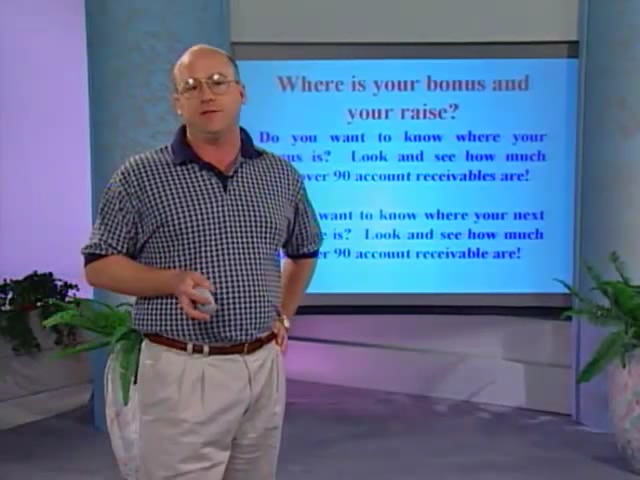 Where is your bonus and
your raise?
Do you want to know where your
is? Look and see how much
over 90 account receivables are!
want to know where your next
is? Look and see how much
over 90 account receivable are!